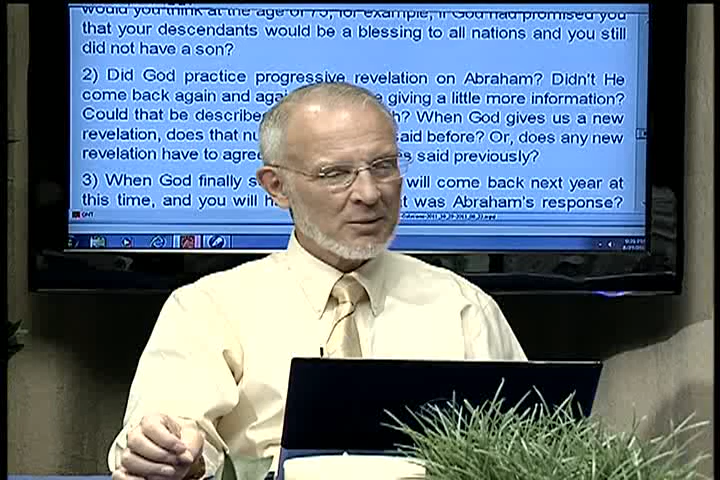 would you think at the age of 75, for example, if God had promised you
that your descendants would be a blessing to all nations and you still
did not have a son?
2) Did God practice progressive revelation on Abraham? Didn't He
come back again and giving a little more information?
Could that be describe ? When God gives us a new
revelation, does that nu said before? Or, does any new
revelation have to agre s said previously?
3) When God finally s will come back next year at
this time, and you will h t was Abraham's response?
GNT